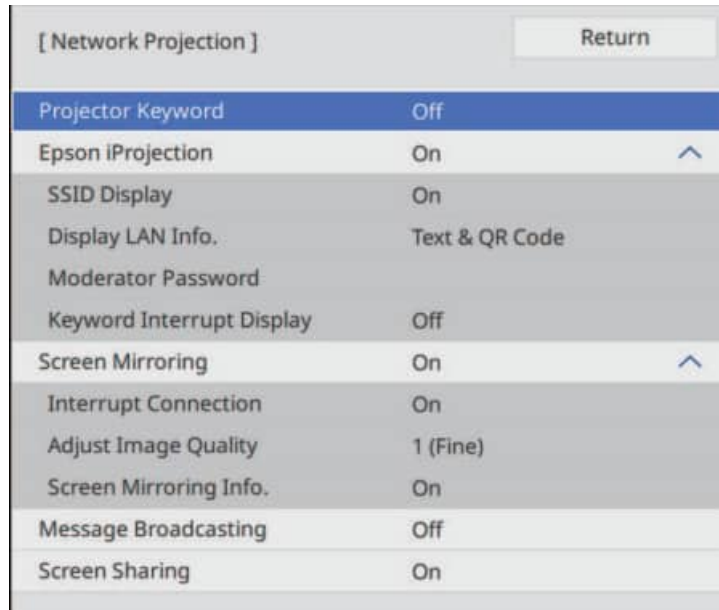 [ Network Projection ] Return
Projector Keyword Off
Epson iProjection On
SSID Display On
Display LAN Info. Text & QR Code
Moderator Password
Keyword Interrupt Display Off
Screen Mirroring On
Interrupt Connection On
Adjust Image Quality 1 (Fine)
Screen Mirroring Info. On
Message Broadcasting Off
Screen Sharing On